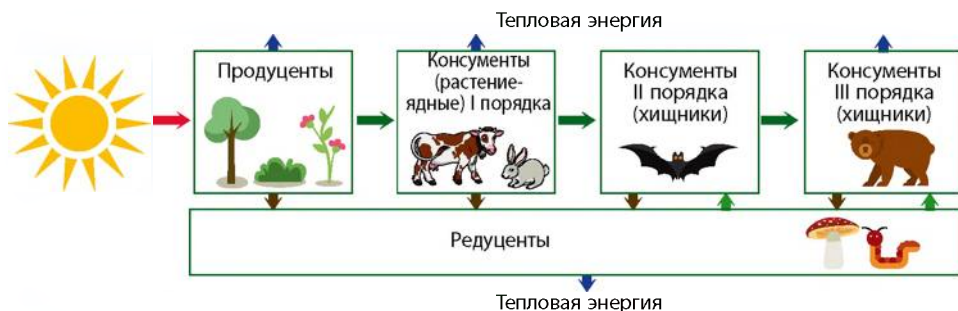 Тепловая энергия
Продуценты
Консументы
(растение-
ядные) I порядка
Консументы
II порядка
(хищники)
Консументы
III порядка
(хищники)
Редуценты
Тепловая энергия